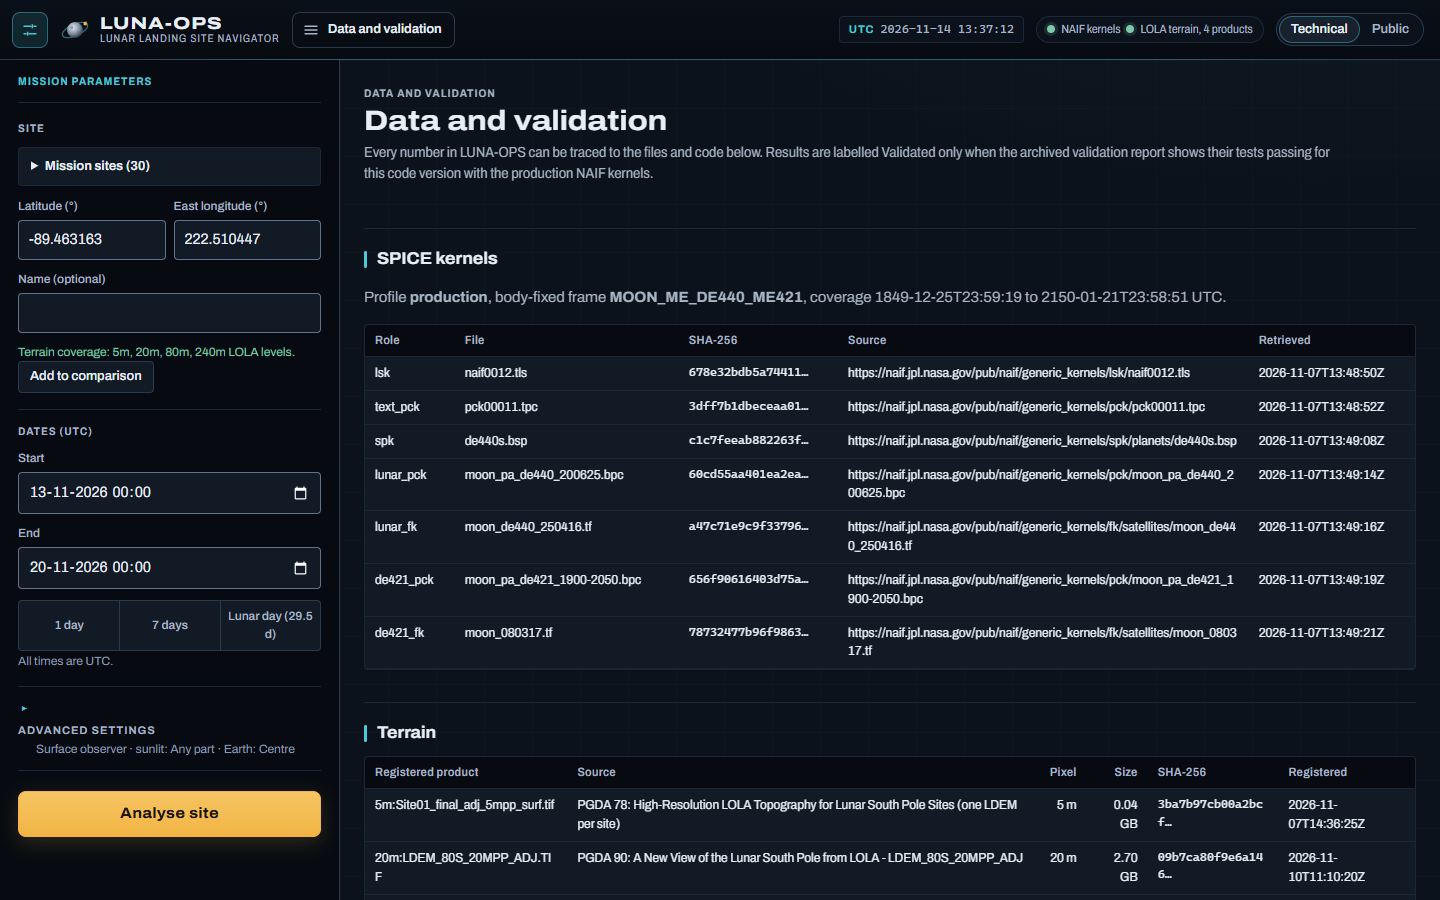 LUNA-OPS
LUNAR LANDING SITE NAVIGATOR
Data and validation
UTC 2026-11-14 13:37:12
NAIF kernels
LOLA terrain, 4 products
Technical
Public
MISSION PARAMETERS
SITE
Mission sites (30)
Latitude (°)
East longitude (°)
-89.463163
222.510447
Name (optional)
Terrain coverage: 5m, 20m, 80m, 240m LOLA levels.
Add to comparison
DATES (UTC)
Start
13-11-2026 00:00
End
20-11-2026 00:00
1 day
7 days
Lunar day (29.5
d)
All times are UTC.
ADVANCED SETTINGS
Surface observer · sunlit: Any part · Earth: Centre
Analyse site
DATA AND VALIDATION
Data and validation
Every number in LUNA-OPS can be traced to the files and code below. Results are labelled Validated only when the archived validation report shows their tests passing for
this code version with the production NAIF kernels.
SPICE kernels
Profile production, body-fixed frame MOON_ME_DE440_ME421, coverage 1849-12-25T23:59:19 to 2150-01-21T23:58:51 UTC.
Role File SHA-256 Source Retrieved
lsk naif0012.tls 678e32bdb5a74411… https://naif.jpl.nasa.gov/pub/naif/generic_kernels/lsk/naif0012.tls 2026-11-07T13:48:50Z
text_pck pck00011.tpc 3dff7b1dbeceaa01… https://naif.jpl.nasa.gov/pub/naif/generic_kernels/pck/pck00011.tpc 2026-11-07T13:48:52Z
spk de440s.bsp c1c7feeab882263f… https://naif.jpl.nasa.gov/pub/naif/generic_kernels/spk/planets/de440s.bsp 2026-11-07T13:49:08Z
lunar_pck moon_pa_de440_200625.bpc 60cd55aa401ea2ea… https://naif.jpl.nasa.gov/pub/naif/generic_kernels/pck/moon_pa_de440_2 2026-11-07T13:49:14Z
00625.bpc
lunar_fk moon_de440_250416.tf a47c71e9c9f33796… https://naif.jpl.nasa.gov/pub/naif/generic_kernels/fk/satellites/moon_de44 2026-11-07T13:49:16Z
0_250416.tf
de421_pck moon_pa_de421_1900-2050.bpc 656f90616403d75a… https://naif.jpl.nasa.gov/pub/naif/generic_kernels/pck/moon_pa_de421_1 2026-11-07T13:49:19Z
900-2050.bpc
de421_fk moon_080317.tf 78732477b96f9863… https://naif.jpl.nasa.gov/pub/naif/generic_kernels/fk/satellites/moon_0803 2026-11-07T13:49:21Z
17.tf
Terrain
Registered product Source Pixel Size SHA-256 Registered
5m:Site01_final_adj_5mpp_surf.tif PGDA 78: High-Resolution LOLA Topography for Lunar South Pole Sites (one LDEM 5 m 0.04 3ba7b97cb00a2bc 2026-11-
per site) GB f… 07T14:36:25Z
20m:LDEM_80S_20MPP_ADJ.TI PGDA 90: A New View of the Lunar South Pole from LOLA - LDEM_80S_20MPP_ADJ 20 m 2.70 09b7ca80f9e6a14 2026-11-
F GB 6… 10T11:10:20Z